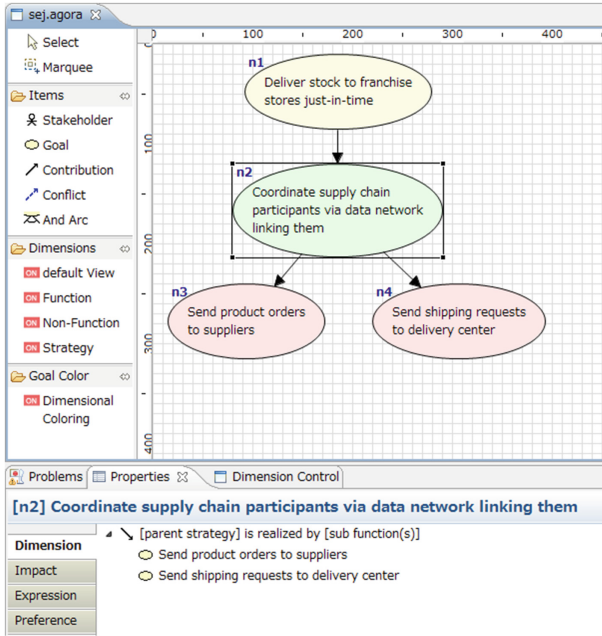 sej.agora
Select
Marquee
Items
Stakeholder
Goal
Contribution
Conflict
And Arc
Dimensions
ON default View
ON Function
ON Non-Function
ON Strategy
Goal Color
ON Dimensional
Coloring
0 100 200 300 400
0
100
200
300
400
n1
Deliver stock to franchise
stores just-in-time
n2
Coordinate supply chain
participants via data network
linking them
n3
Send product orders
to suppliers
n4
Send shipping requests
to delivery center
Problems Properties Dimension Control
[n2] Coordinate supply chain participants via data network linking them
Dimension
Impact
Expression
Preference
[parent strategy] is realized by [sub function(s)]
Send product orders to suppliers
Send shipping requests to delivery center